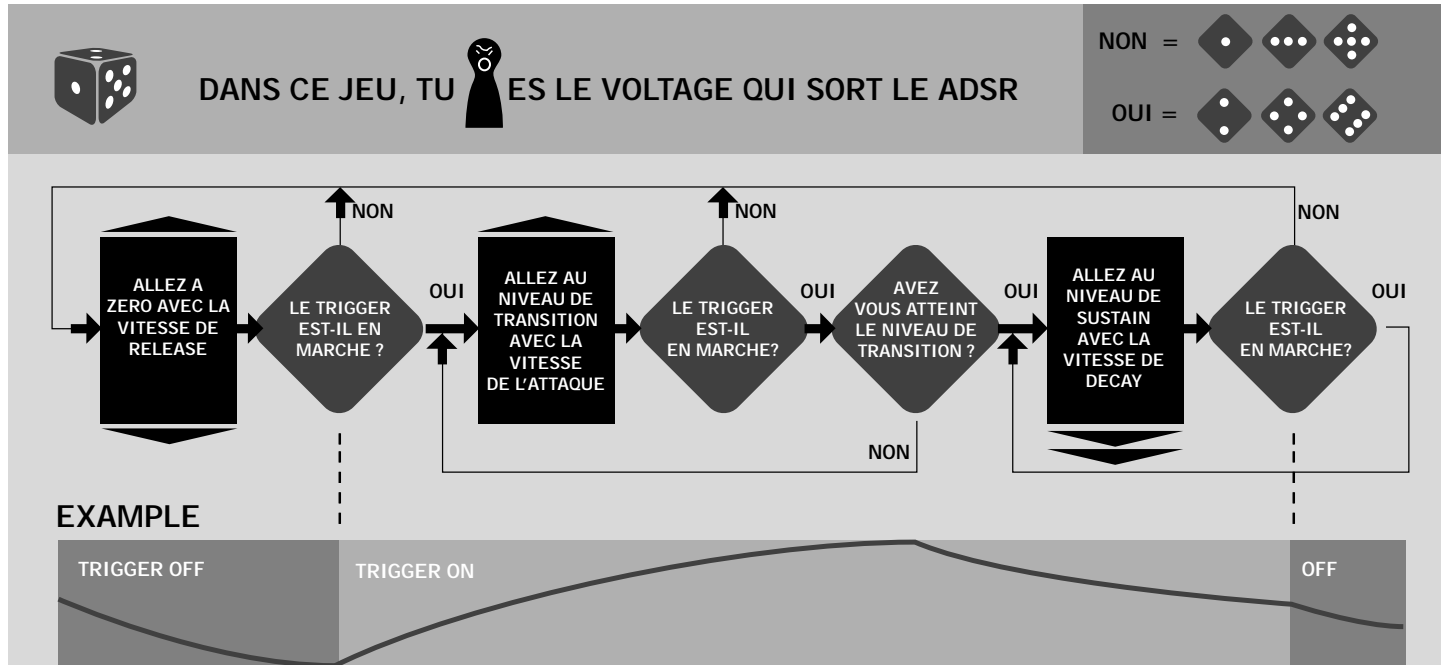 DANS CE JEU, TU ES LE VOLTAGE QUI SORT LE ADSR
NON =
OUI =
NON
NON
NON
ALLEZ A
ZERO AVEC LA
VITESSE DE
RELEASE
LE TRIGGER
EST-IL EN
MARCHE ?
OUI
ALLEZ AU
NIVEAU DE
TRANSITION
AVEC LA
VITESSE
DE L'ATTAQUE
LE TRIGGER
EST-IL
EN MARCHE?
OUI
AVEZ
VOUS ATTEINT
LE NIVEAU DE
TRANSITION ?
OUI
ALLEZ AU
NIVEAU DE
SUSTAIN
AVEC LA
VITESSE DE
DECAY
LE TRIGGER
EST-IL
EN MARCHE?
OUI
NON
EXAMPLE
TRIGGER OFF
TRIGGER ON
OFF